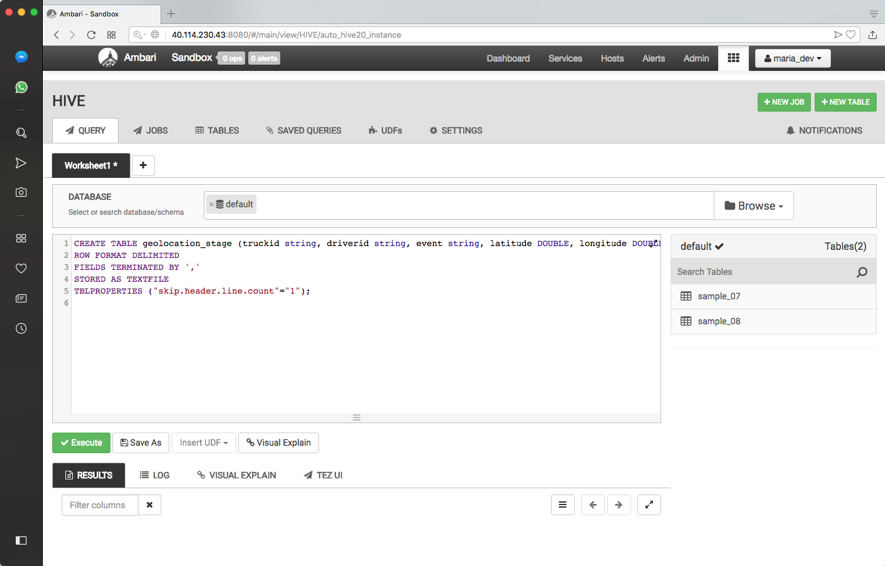 Ambari - Sandbox
40.114.230.43:8080/#/main/view/HIVE/auto_hive20_instance
Ambari Sandbox 0 ops 0 alerts Dashboard Services Hosts Alerts Admin maria_dev
HIVE
+ NEW JOB + NEW TABLE
QUERY JOBS TABLES SAVED QUERIES UDFs SETTINGS NOTIFICATIONS
Worksheet1 * +
DATABASE
Select or search database/schema
× default
Browse
1 CREATE TABLE geolocation_stage (truckid string, driverid string, event string, latitude DOUBLE, longitude DOUBLE
2 ROW FORMAT DELIMITED
3 FIELDS TERMINATED BY ','
4 STORED AS TEXTFILE
5 TBLPROPERTIES ("skip.header.line.count"="1");
6
default Tables(2)
Search Tables
sample_07
sample_08
Execute Save As Insert UDF Visual Explain
RESULTS LOG VISUAL EXPLAIN TEZ UI
Filter columns